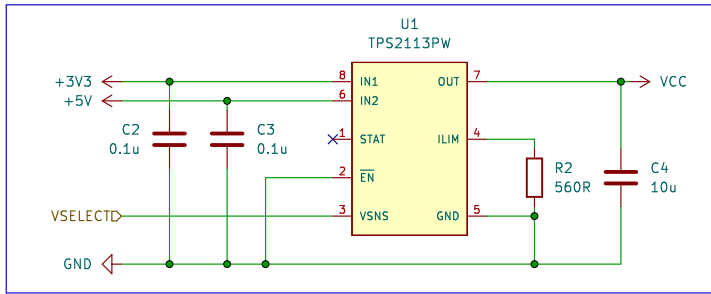 U1
TPS2113PW
+3V3
8
IN1
OUT
7
VCC
+5V
6
IN2
C2
0.1u
C3
0.1u
1
STAT
ILIM
4
R2
560R
C4
10u
2
EN
VSELECT
3
VSNS
GND
5
GND